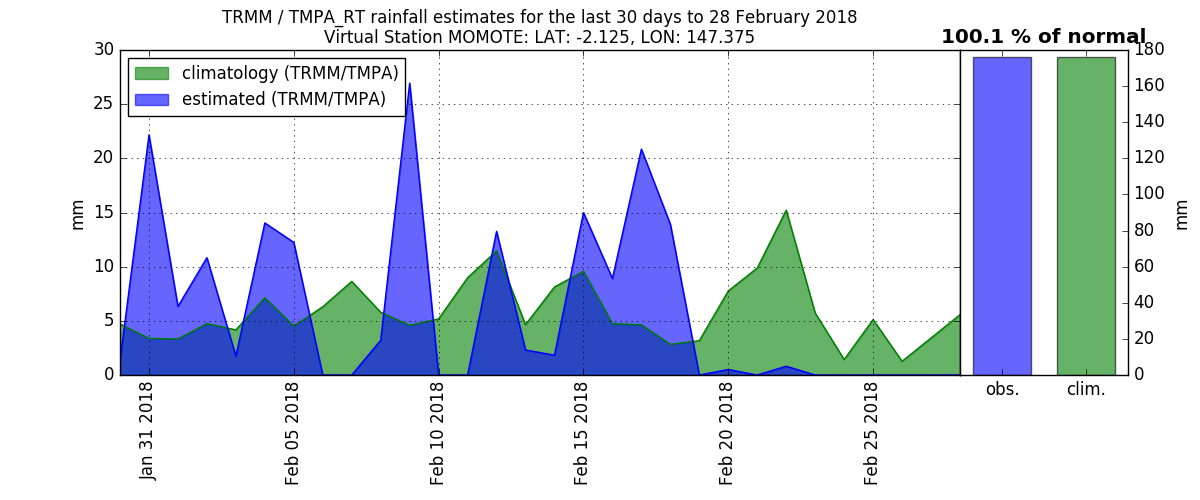 TRMM / TMPA_RT rainfall estimates for the last 30 days to 28 February 2018
Virtual Station MOMOTE: LAT: -2.125, LON: 147.375
100.1 % of normal
climatology (TRMM/TMPA)
estimated (TRMM/TMPA)
30
25
20
15
10
5
0
mm
Jan 31 2018
Feb 05 2018
Feb 10 2018
Feb 15 2018
Feb 20 2018
Feb 25 2018
obs.
clim.
180
160
140
120
100
80
60
40
20
0
mm